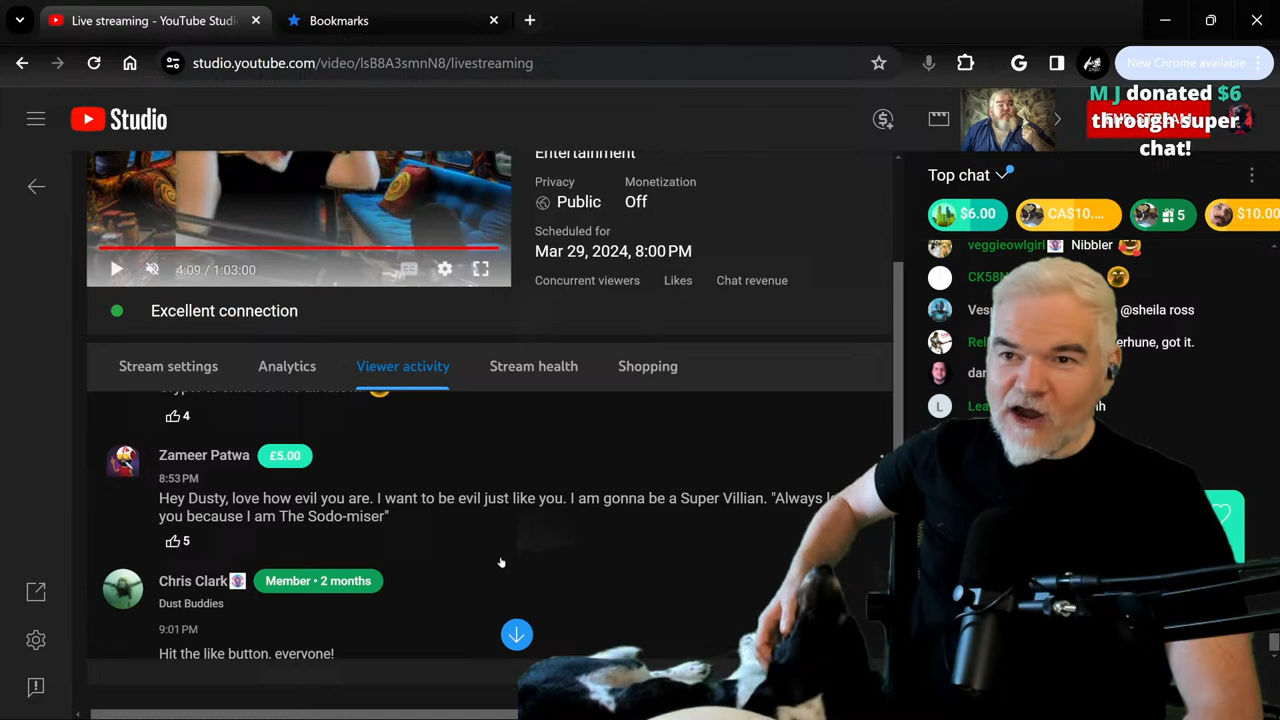 Live streaming - YouTube Studi
Bookmarks
studio.youtube.com/video/lsB8A3smnN8/livestreaming
New Chrome available
Studio
M J donated $6
through super
chat!
Entertainment
Privacy
Monetization
Public
Off
Scheduled for
Mar 29, 2024, 8:00 PM
4:09 / 1:03:00
Concurrent viewers
Likes
Chat revenue
Excellent connection
Stream settings
Analytics
Viewer activity
Stream health
Shopping
4
Zameer Patwa
£5.00
8:53 PM
Hey Dusty, love how evil you are. I want to be evil just like you. I am gonna be a Super Villian. "Always
you because I am The Sodo-miser"
5
Chris Clark
Member • 2 months
Dust Buddies
9:01 PM
Hit the like button, everyone!
Top chat
$6.00
CA$10....
5
$10.00
veggieowlgirl Nibbler
@sheila ross
got it.
L